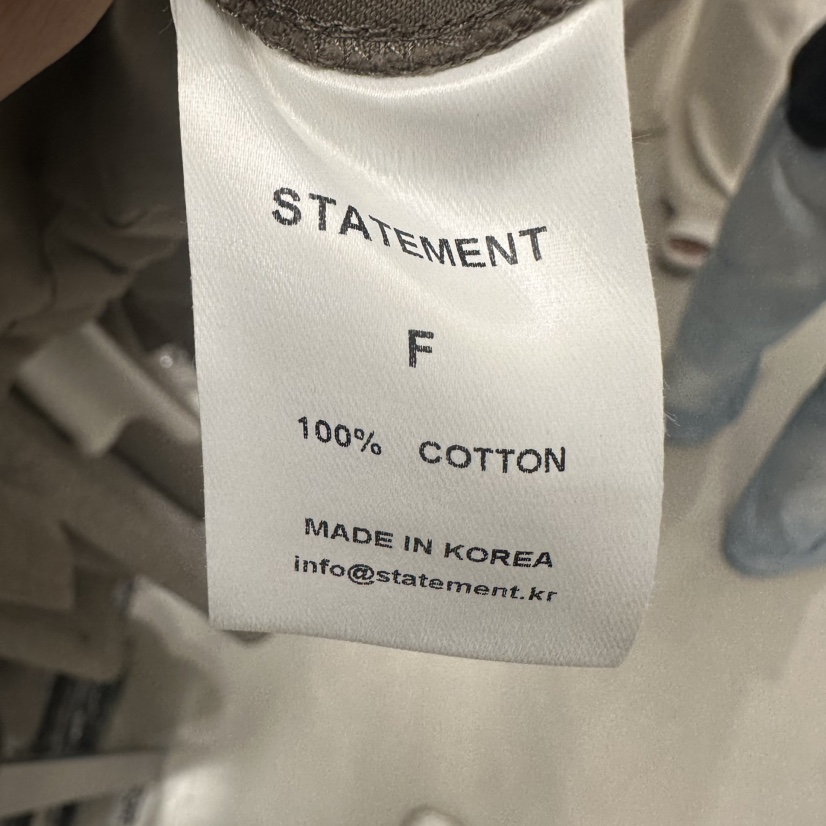 STATEMENT
F
100% COTTON
MADE IN KOREA
info@statement.kr